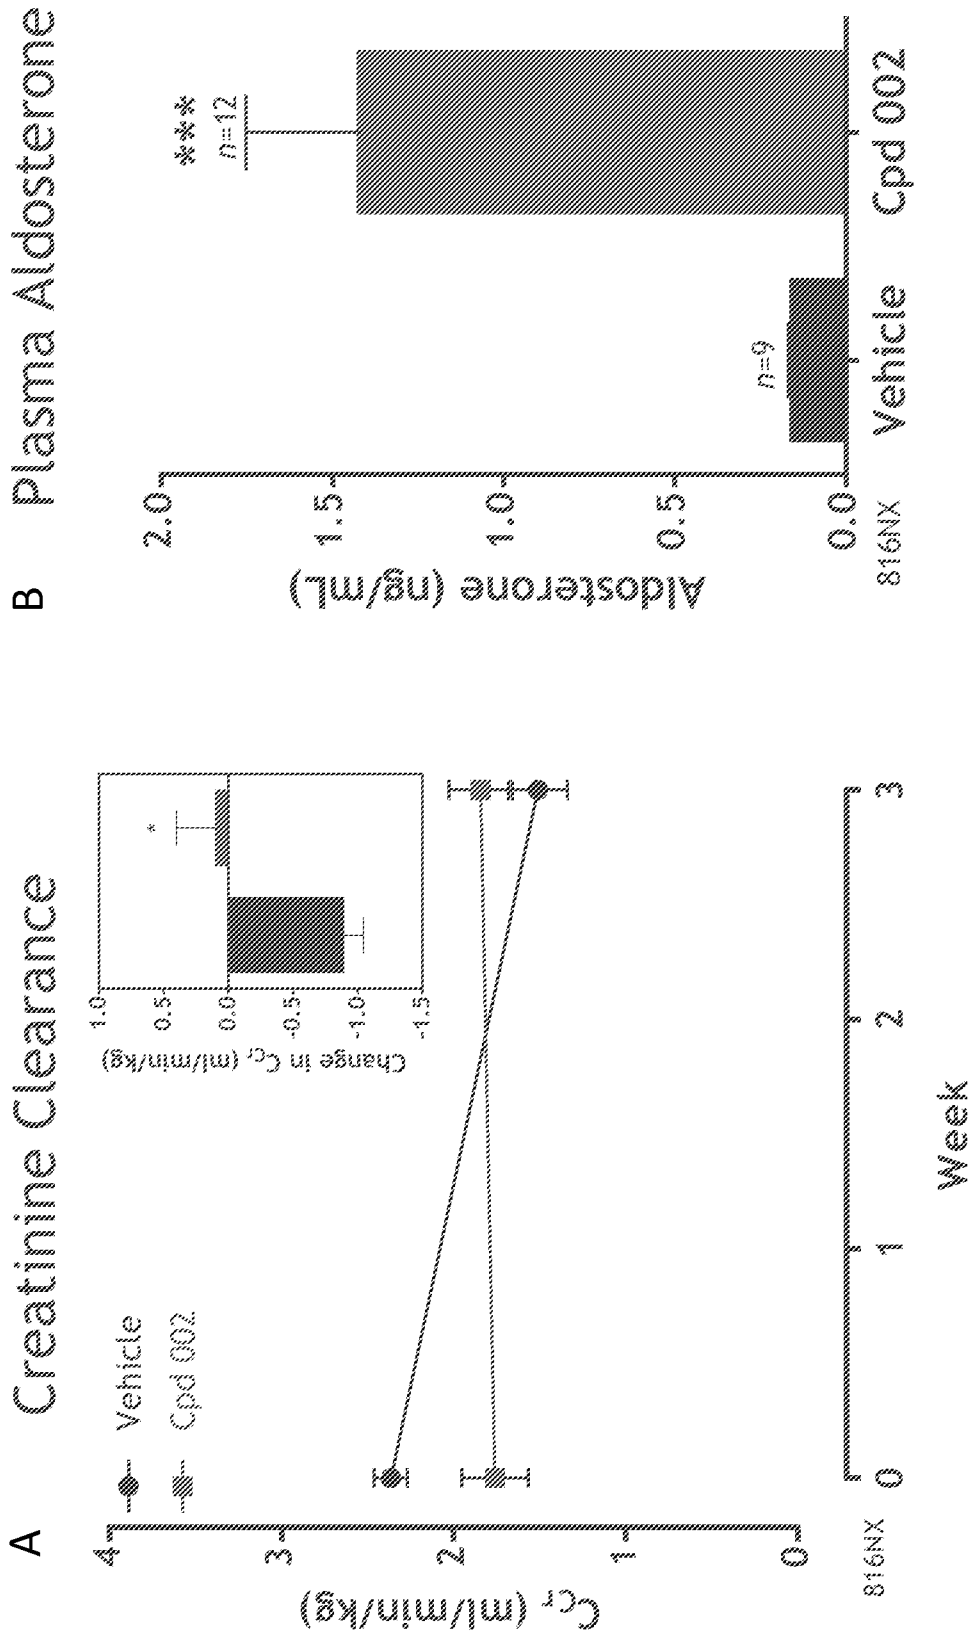 A
Creatinine Clearance
Vehicle
Cpd 002
C_Cr (ml/min/kg)
4
3
2
1
0
Change in C_Cr (ml/min/kg)
1.0
0.5
0.0
-0.5
-1.0
-1.5
*
0
1
2
3
816NX
Week
B
Plasma Aldosterone
Aldosterone (ng/mL)
2.0
1.5
1.0
0.5
0.0
***
n=12
n=9
Vehicle
Cpd 002
816NX